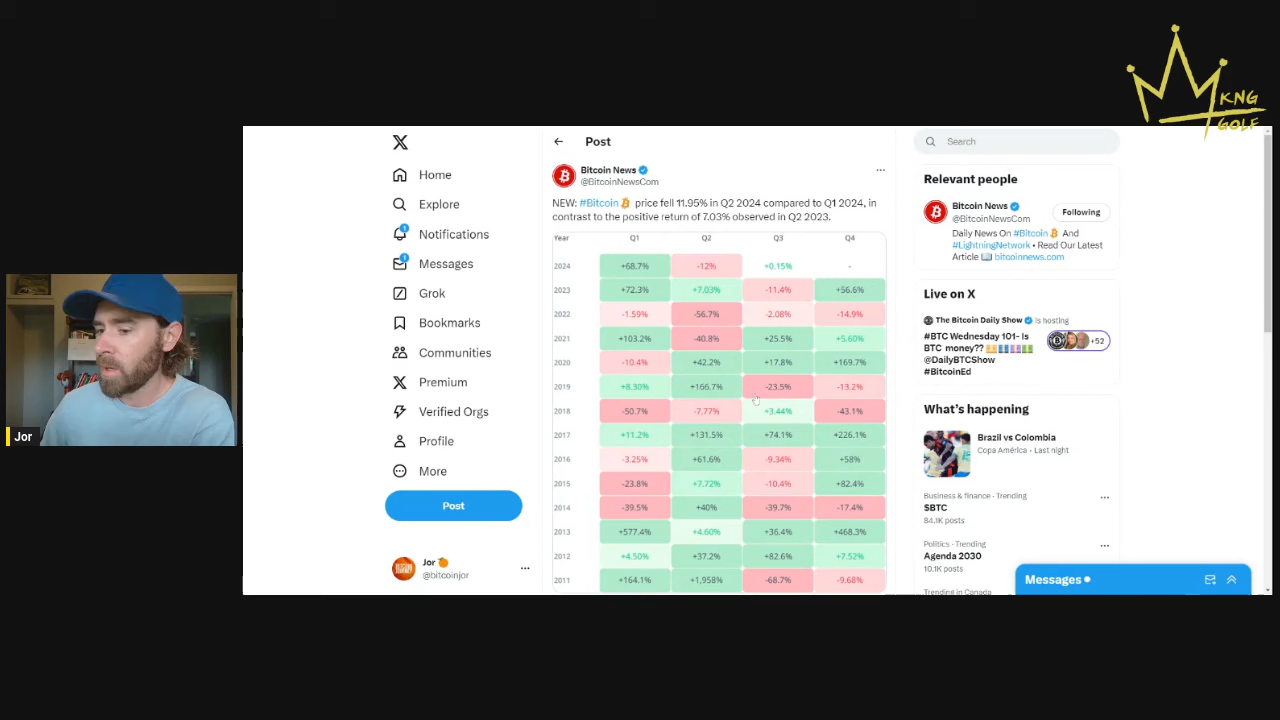 KNG
GOLF
Jor
Home
Explore
1
Notifications
1
Messages
Grok
Bookmarks
Communities
Premium
Verified Orgs
Profile
More
Post
Jor
@bitcoinjor
Post
Bitcoin News
@BitcoinNewsCom
NEW: #Bitcoin price fell 11.95% in Q2 2024 compared to Q1 2024, in
contrast to the positive return of 7.03% observed in Q2 2023.
Year Q1 Q2 Q3 Q4
2024 +68.7% -12% +0.15% -
2023 +72.3% +7.03% -11.4% +56.6%
2022 -1.59% -56.7% -2.08% -14.9%
2021 +103.2% -40.8% +25.5% +5.60%
2020 -10.4% +42.2% +17.8% +169.7%
2019 +8.30% +166.7% -23.5% -13.2%
2018 -50.7% -7.77% +3.44% -43.1%
2017 +11.2% +131.5% +74.1% +226.1%
2016 -3.25% +61.6% -9.34% +58%
2015 -23.8% +7.72% -10.4% +82.4%
2014 -39.5% +40% -39.7% -17.4%
2013 +577.4% +4.60% +36.4% +468.3%
2012 +4.50% +37.2% +82.6% +7.52%
2011 +164.1% +1,958% -68.7% -9.68%
Search
Relevant people
Bitcoin News
@BitcoinNewsCom
Following
Daily News On #Bitcoin And
#LightningNetwork • Read Our Latest
Article bitcoinnews.com
Live on X
The Bitcoin Daily Show is hosting
#BTC Wednesday 101- Is
BTC money??
@DailyBTCShow
#BitcoinEd
+52
What's happening
Brazil vs Colombia
Copa América · Last night
Business & finance · Trending
$BTC
84.1K posts
Politics · Trending
Agenda 2030
10.1K posts
Trending in Canada
Messages